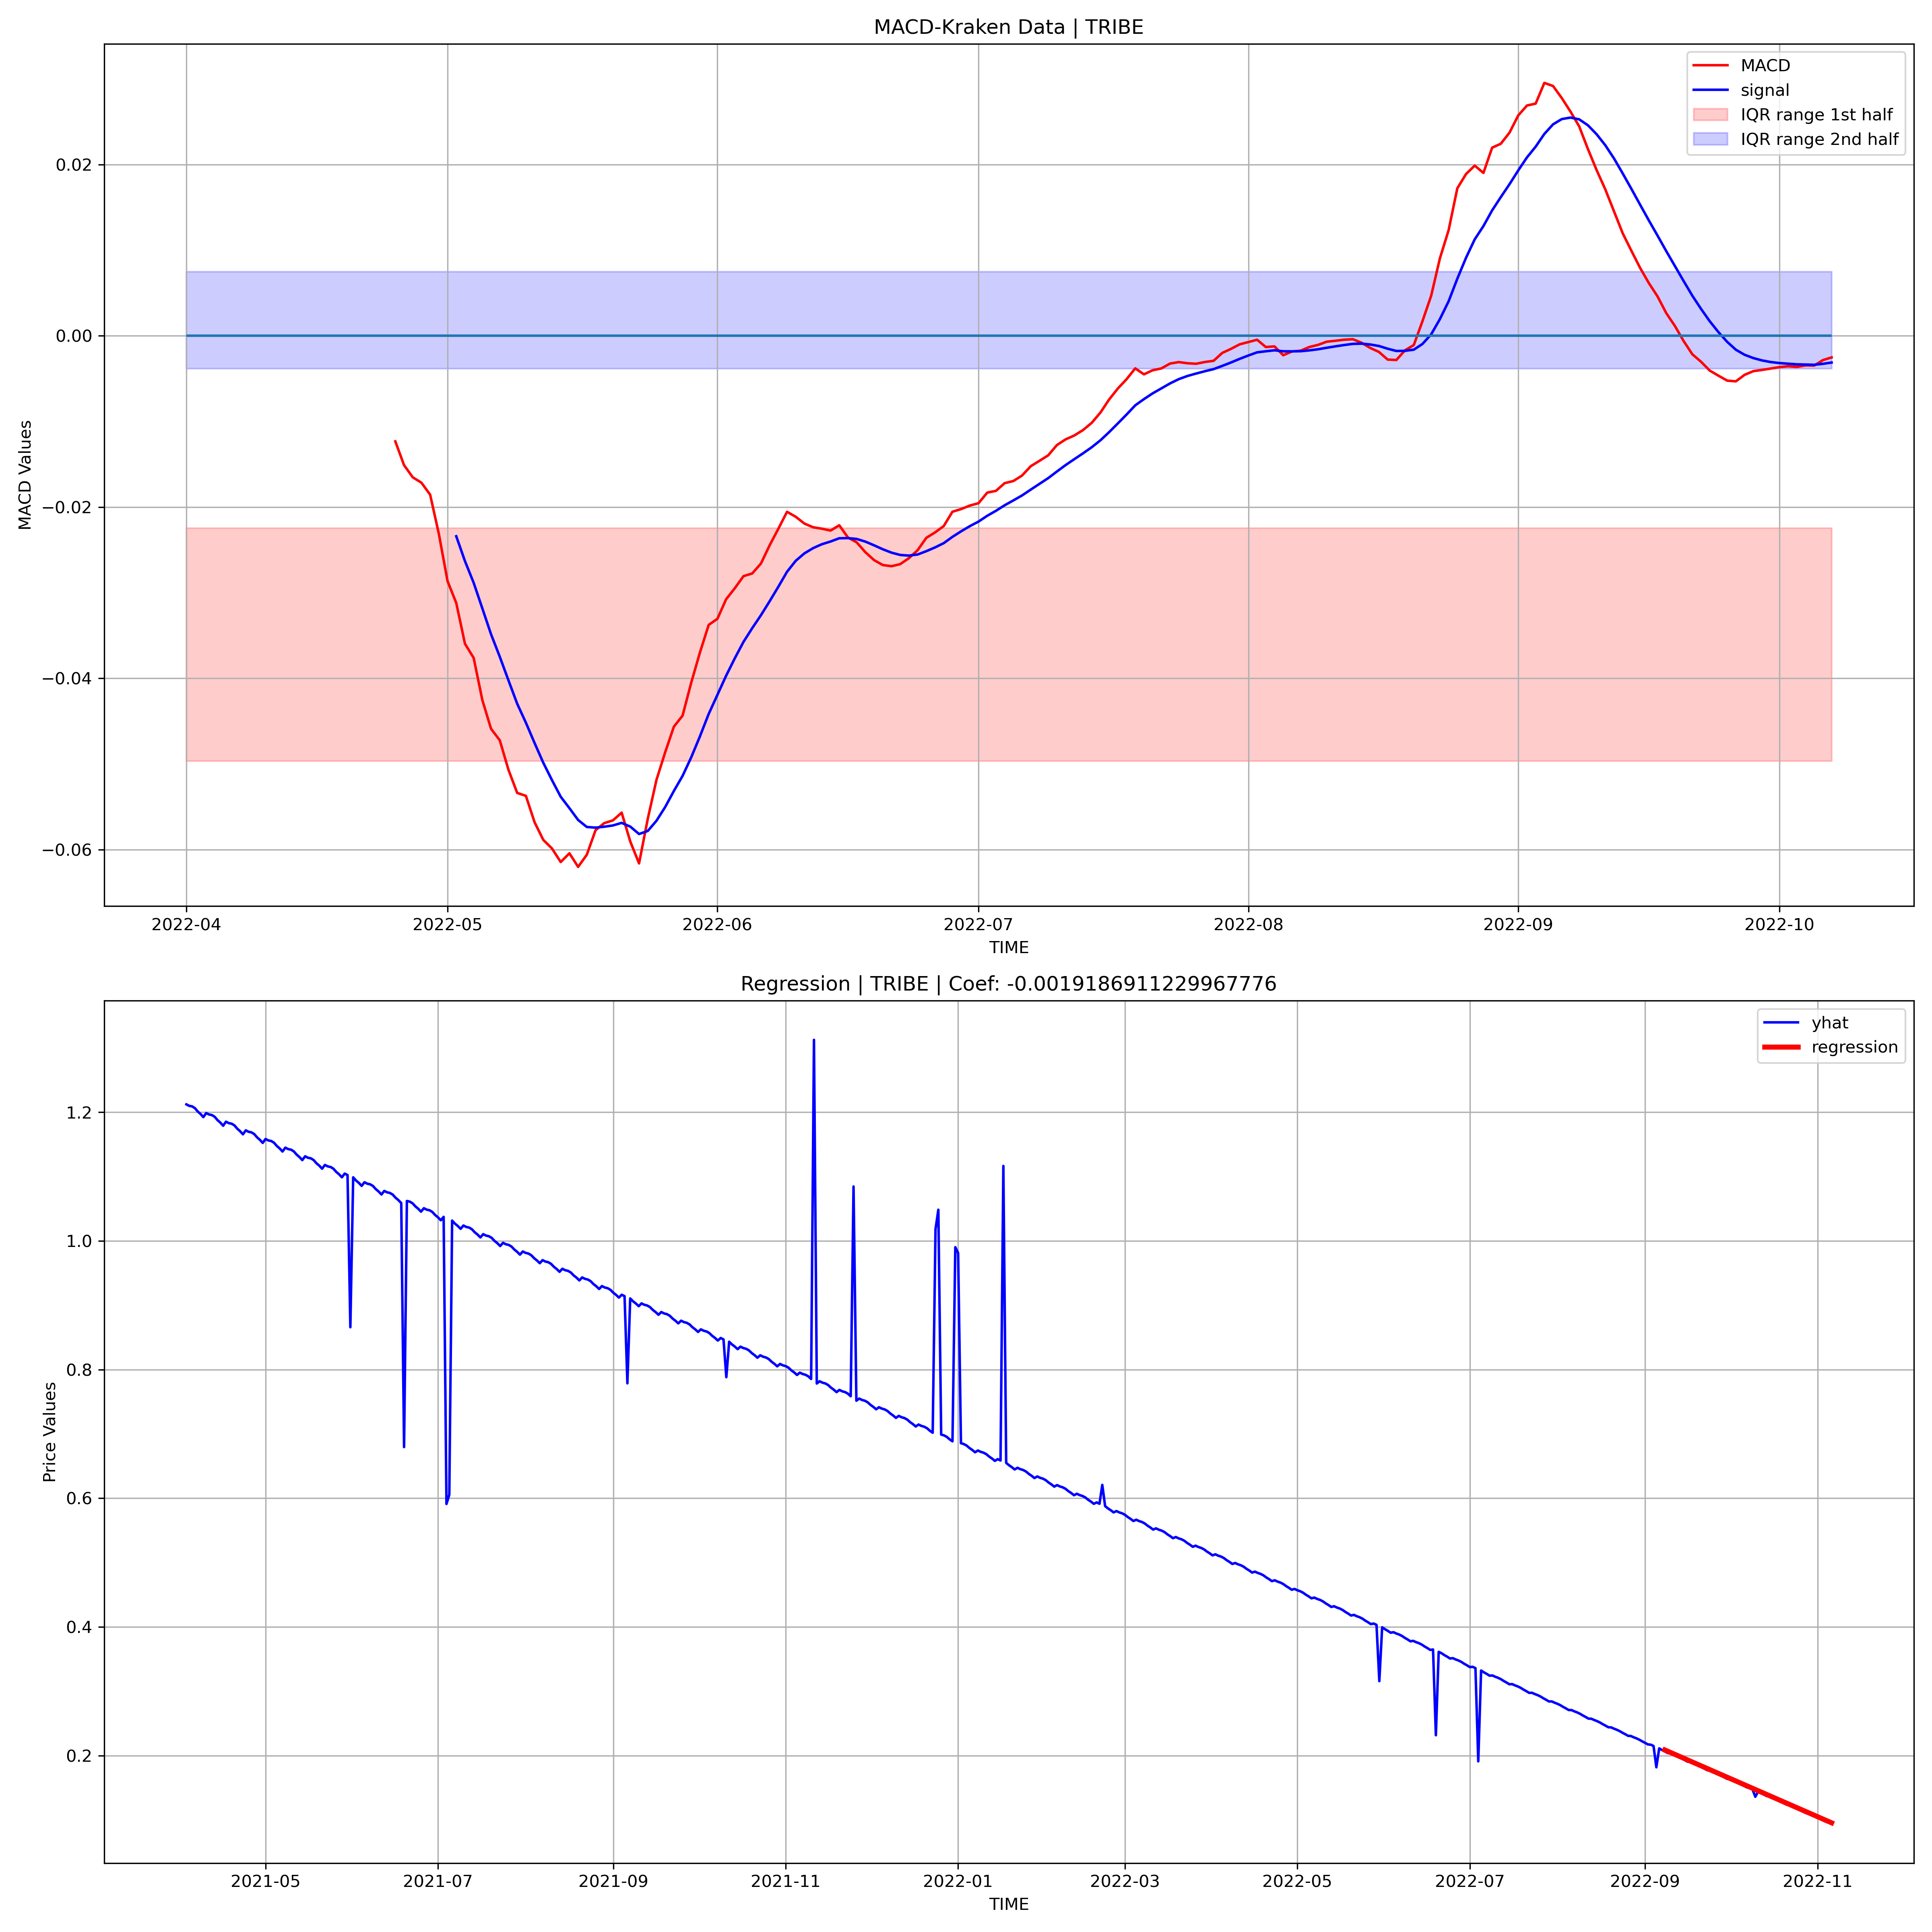 MACD-Kraken Data | TRIBE
MACD
signal
IQR range 1st half
IQR range 2nd half
MACD Values
0.02
0.00
−0.02
−0.04
−0.06
2022-04 2022-05 2022-06 2022-07 2022-08 2022-09 2022-10
TIME
Regression | TRIBE | Coef: -0.0019186911229967776
yhat
regression
Price Values
1.2
1.0
0.8
0.6
0.4
0.2
2021-05 2021-07 2021-09 2021-11 2022-01 2022-03 2022-05 2022-07 2022-09 2022-11
TIME